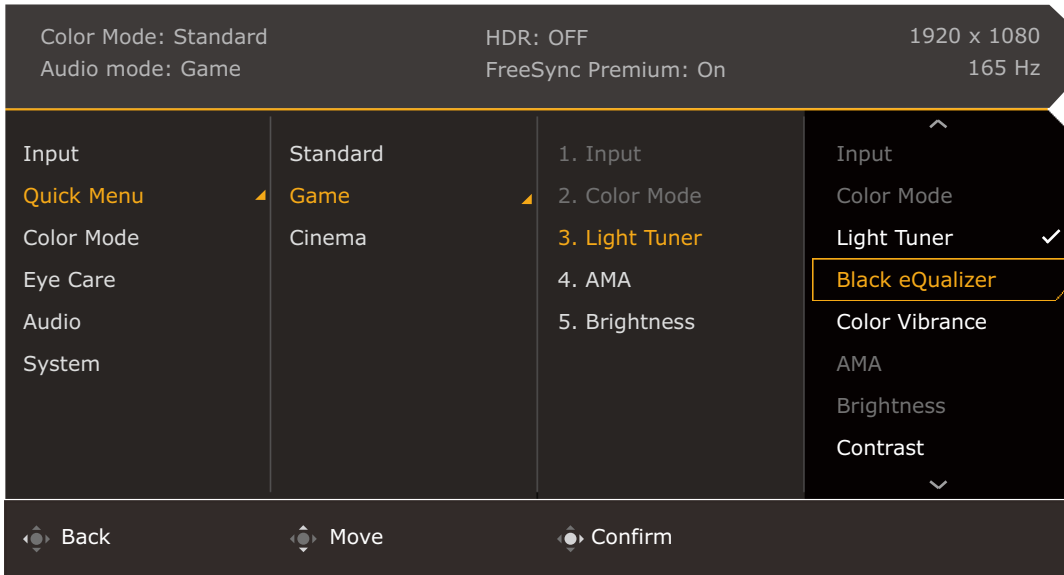 Color Mode: Standard
Audio mode: Game
HDR: OFF
FreeSync Premium: On
1920 x 1080
165 Hz
Input
Quick Menu
Color Mode
Eye Care
Audio
System
Standard
Game
Cinema
1. Input
2. Color Mode
3. Light Tuner
4. AMA
5. Brightness
Input
Color Mode
Light Tuner
Black eQualizer
Color Vibrance
AMA
Brightness
Contrast
Back
Move
Confirm